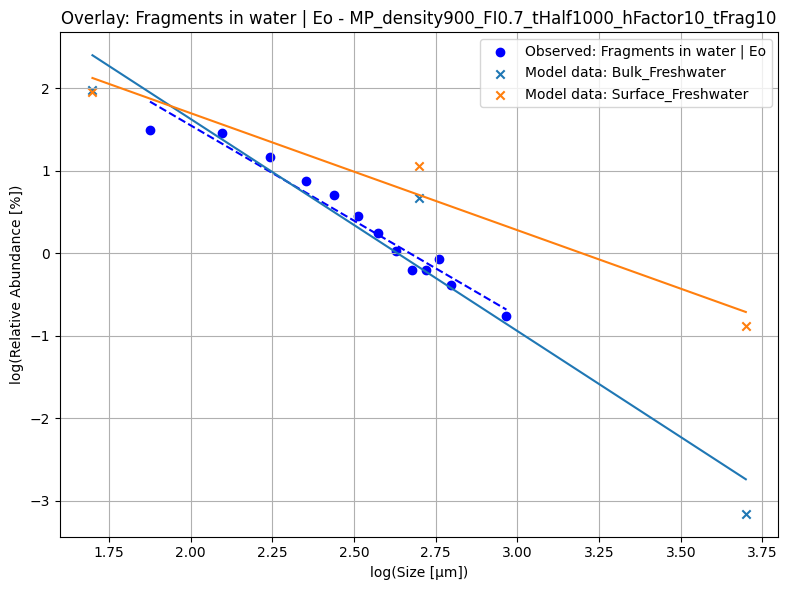 Overlay: Fragments in water | Eo - MP_density900_FI0.7_tHalf1000_hFactor10_tFrag10
Observed: Fragments in water | Eo
Model data: Bulk_Freshwater
Model data: Surface_Freshwater
log(Relative Abundance [%])
2
1
0
−1
−2
−3
1.75
2.00
2.25
2.50
2.75
3.00
3.25
3.50
3.75
log(Size [µm])